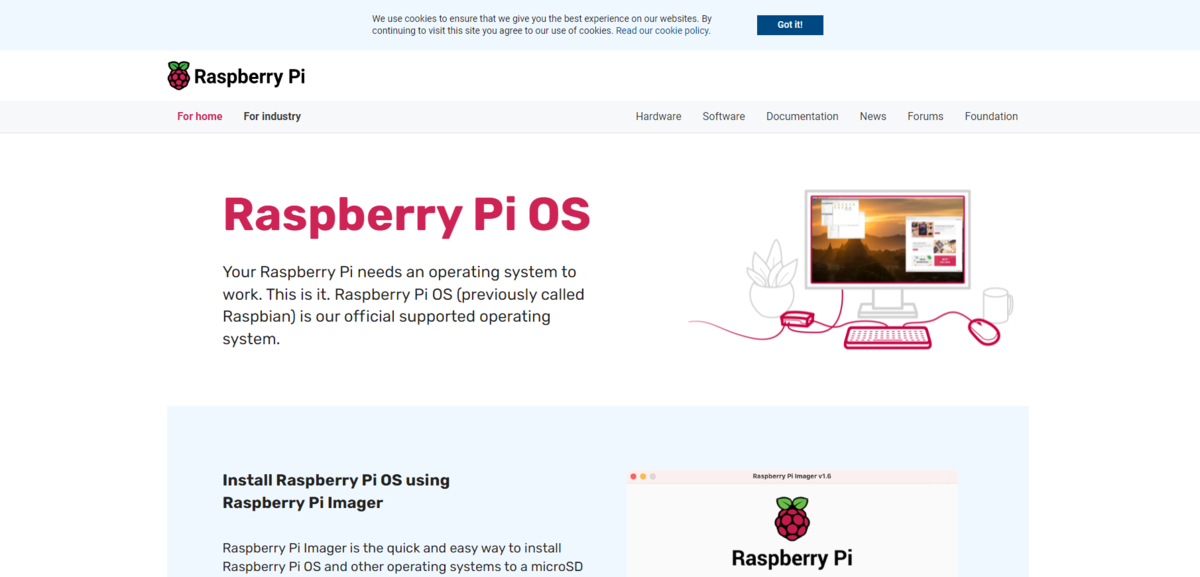 We use cookies to ensure that we give you the best experience on our websites. By
continuing to visit this site you agree to our use of cookies. Read our cookie policy.
Got it!
Raspberry Pi
For home
For industry
Hardware
Software
Documentation
News
Forums
Foundation
Raspberry Pi OS
Your Raspberry Pi needs an operating system to
work. This is it. Raspberry Pi OS (previously called
Raspbian) is our official supported operating
system.
Install Raspberry Pi OS using
Raspberry Pi Imager
Raspberry Pi Imager is the quick and easy way to install
Raspberry Pi OS and other operating systems to a microSD
Raspberry Pi Imager v1.6
Raspberry Pi